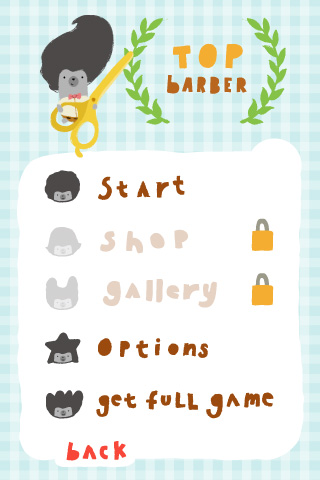 TOP
bARBER
Start
shop
gallery
Options
get fuLL gAme
bAck